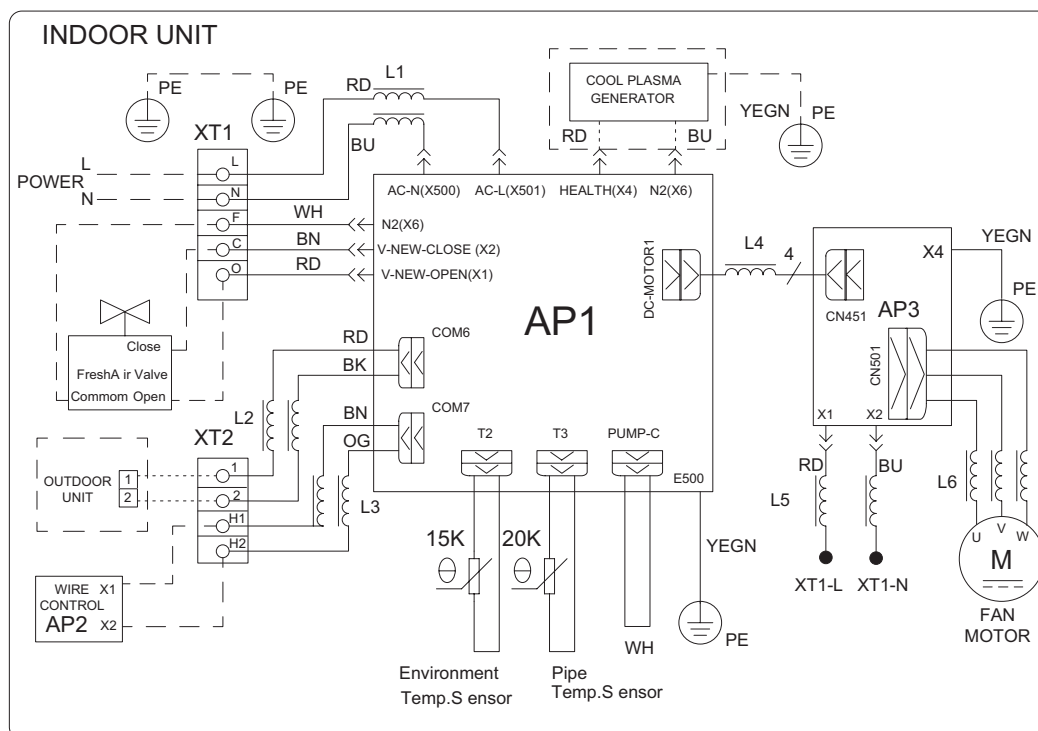 INDOOR UNIT
PE
PE
RD
L1
BU
XT1
L
N
F
C
O
POWER
L
N
WH
BN
RD
AC-N(X500)
AC-L(X501)
HEALTH(X4)
N2(X6)
N2(X6)
V-NEW-CLOSE (X2)
V-NEW-OPEN(X1)
COOL PLASMA
GENERATOR
RD
BU
YEGN
PE
Close
FreshA ir Valve
Commom Open
AP1
DC-MOTOR1
L4
4
CN451
AP3
X4
YEGN
PE
CN501
X1
X2
RD
BU
L5
XT1-L
XT1-N
L6
U
V
W
M
FAN
MOTOR
RD
BK
COM6
BN
OG
COM7
L2
L3
XT2
1
2
H1
H2
OUTDOOR
UNIT
1
2
WIRE X1
CONTROL
AP2 X2
T2
T3
PUMP-C
E500
15K
20K
WH
YEGN
PE
Environment
Temp.S ensor
Pipe
Temp.S ensor